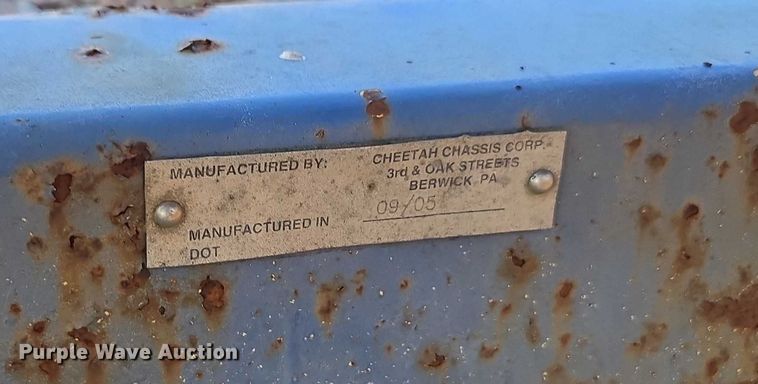 MANUFACTURED BY: CHEETAH CHASSIS CORP.
3rd & OAK STREETS
BERWICK, PA
MANUFACTURED IN 09/05
DOT
Purple Wave Auction